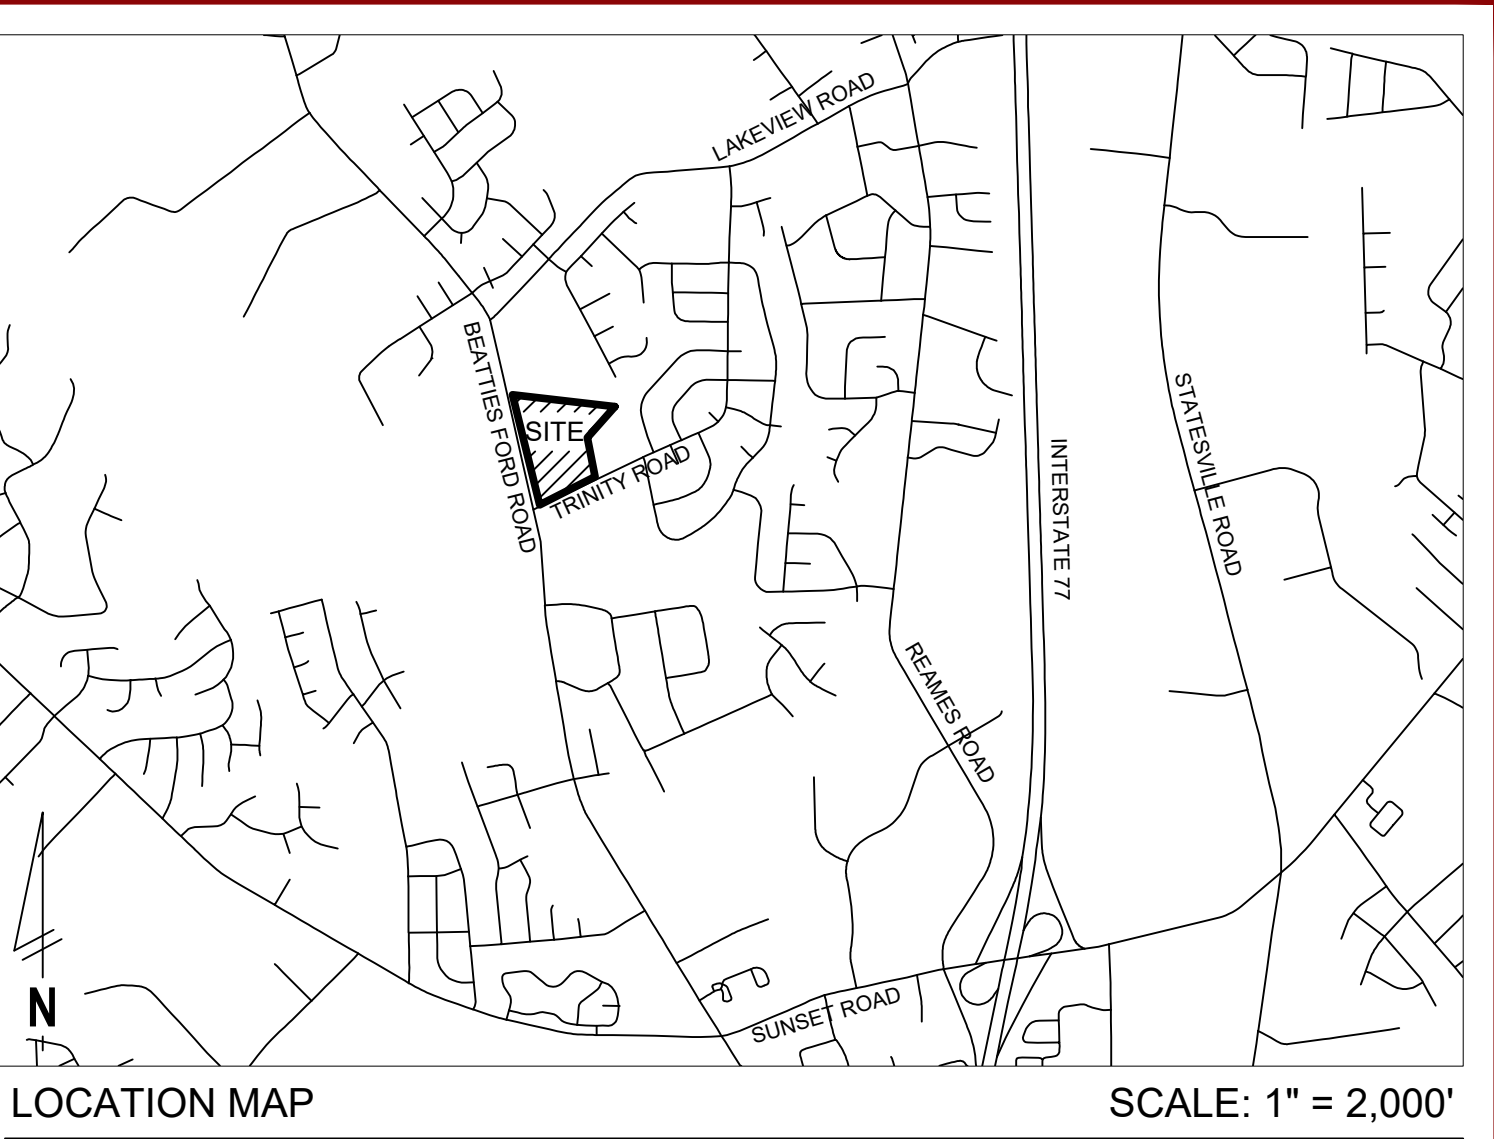 LAKEVIEW ROAD
BEATTIES FORD ROAD
SITE
TRINITY ROAD
INTERSTATE 77
STATESVILLE ROAD
REAMES ROAD
SUNSET ROAD
N
LOCATION MAP
SCALE: 1" = 2,000'